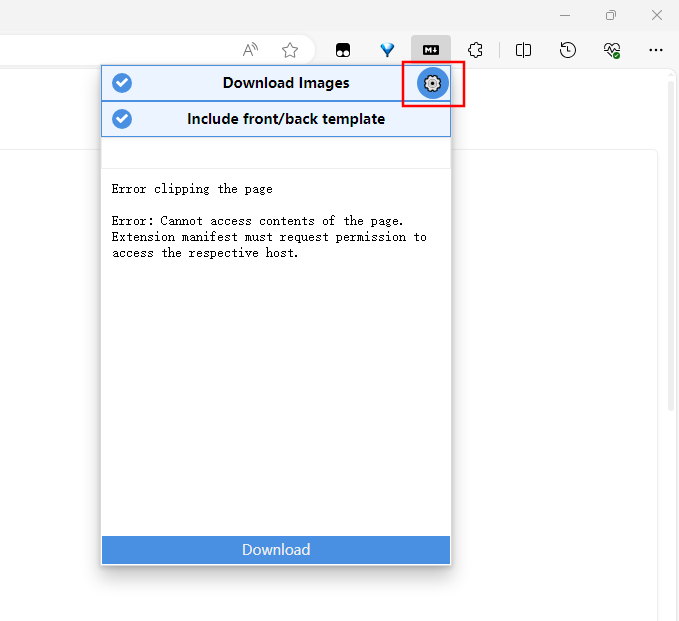 A
M↓
Download Images
Include front/back template
Error clipping the page
Error: Cannot access contents of the page.
Extension manifest must request permission to
access the respective host.
Download